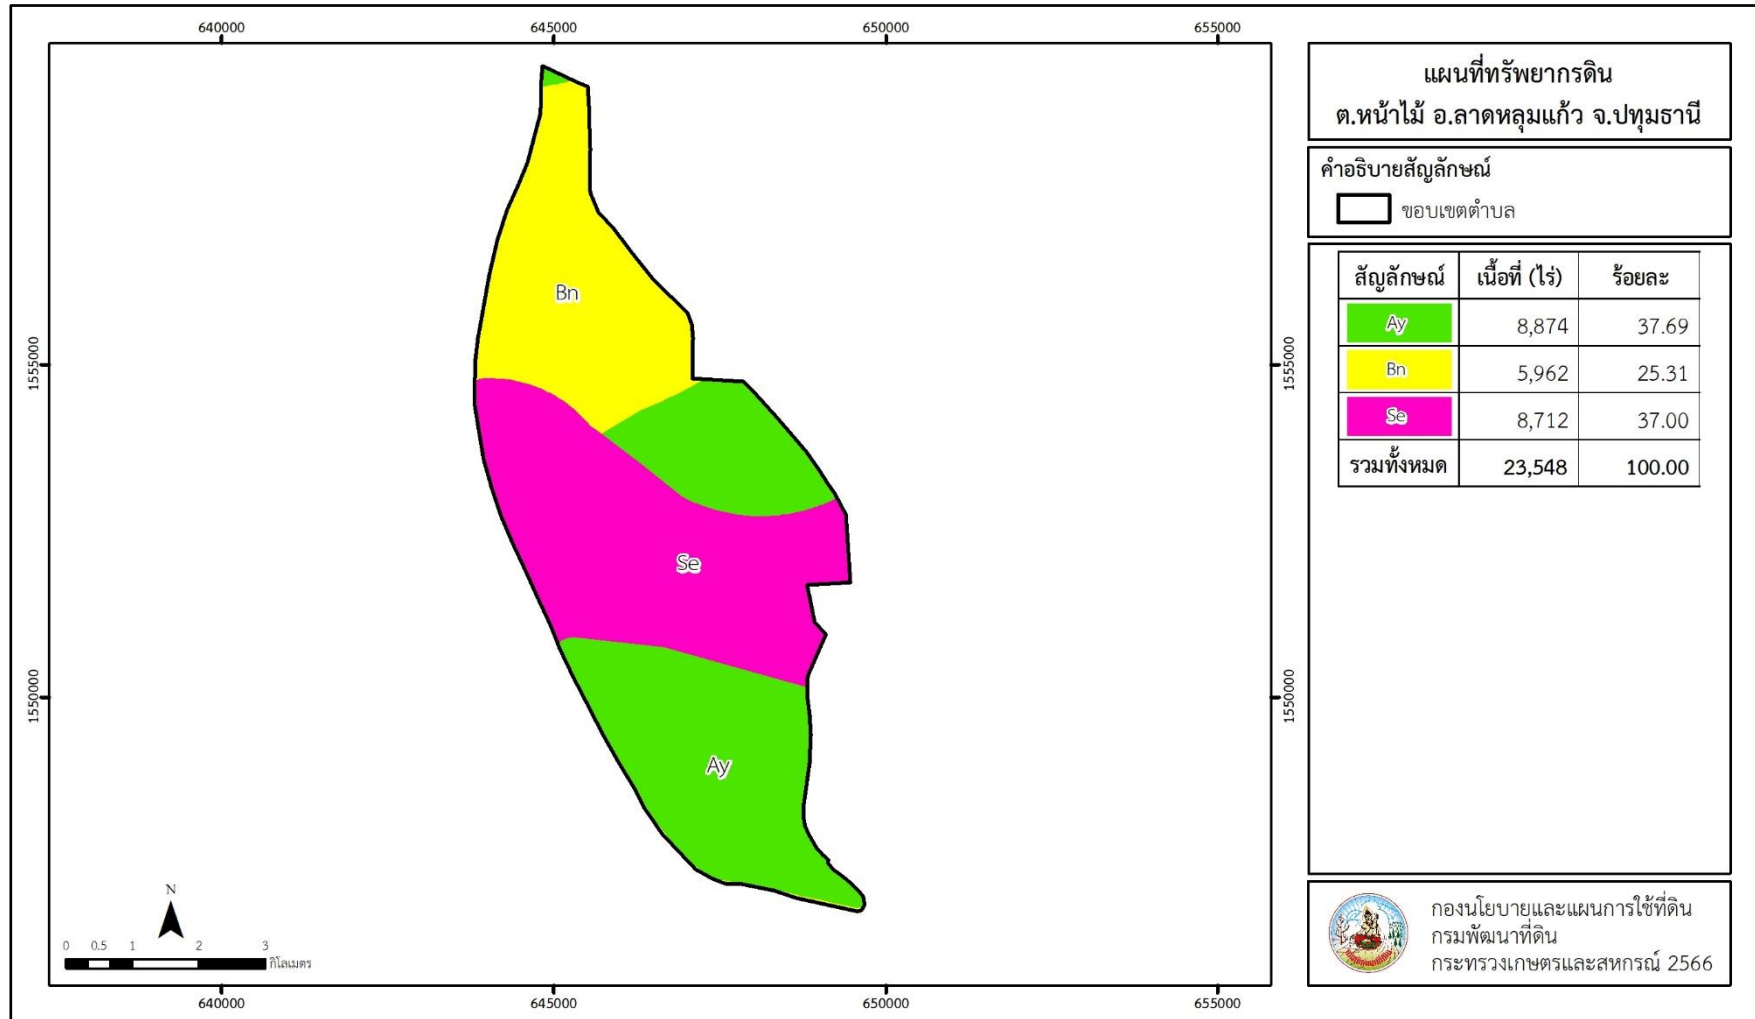 640000 645000 650000 655000
แผนที่ทรัพยากรดิน
ต.หน้าไม้ อ.ลาดหลุมแก้ว จ.ปทุมธานี
คำอธิบายสัญลักษณ์
ขอบเขตตำบล
สัญลักษณ์ เนื้อที่ (ไร่) ร้อยละ
Ay 8,874 37.69
Bn 5,962 25.31
Se 8,712 37.00
รวมทั้งหมด 23,548 100.00
Bn
1555000 1555000
Se
1550000 1550000
Ay
N
0 0.5 1 2 3
กิโลเมตร
640000 645000 650000 655000
กองนโยบายและแผนการใช้ที่ดิน
กรมพัฒนาที่ดิน
กระทรวงเกษตรและสหกรณ์ 2566